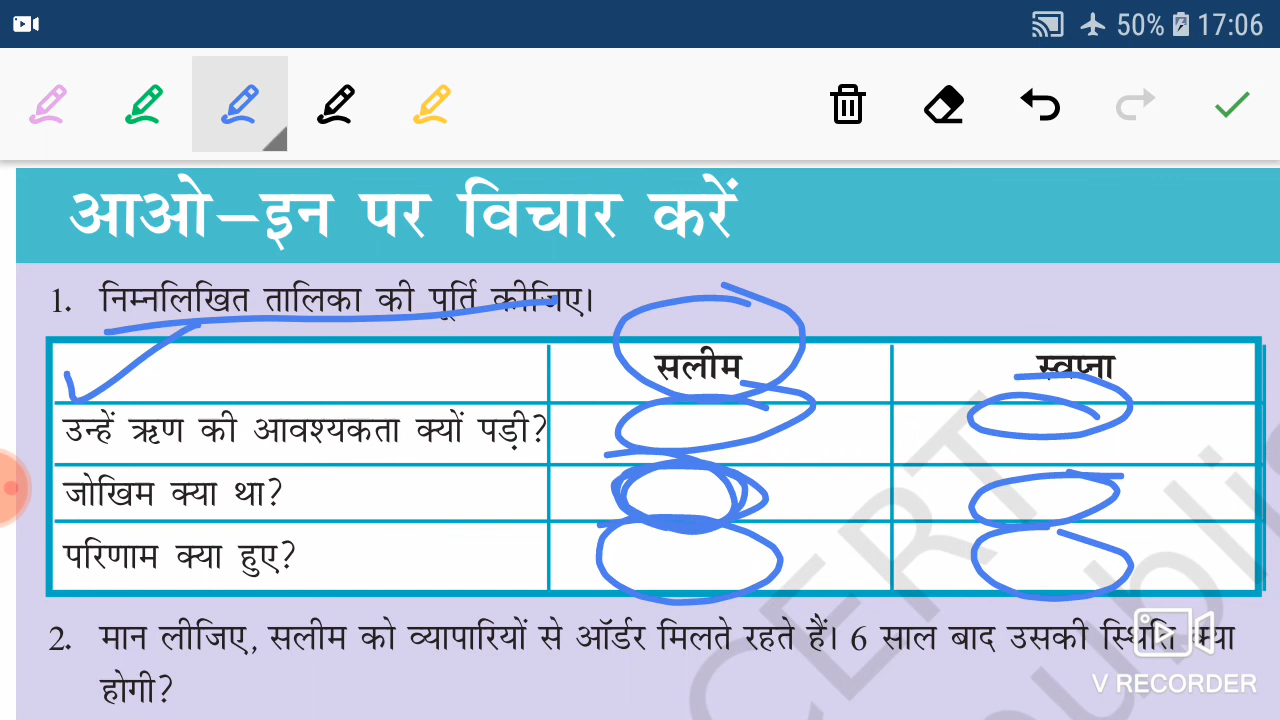 50% 17:06
आओ–इन पर विचार करें
1. निम्नलिखित तालिका की पूर्ति कीजिए।
सलीम स्वप्ना
उन्हें ऋण की आवश्यकता क्यों पड़ी?
जोखिम क्या था?
परिणाम क्या हुए?
2. मान लीजिए, सलीम को व्यापारियों से ऑर्डर मिलते रहते हैं। 6 साल बाद उसकी स्थिति क्या
होगी?
V RECORDER